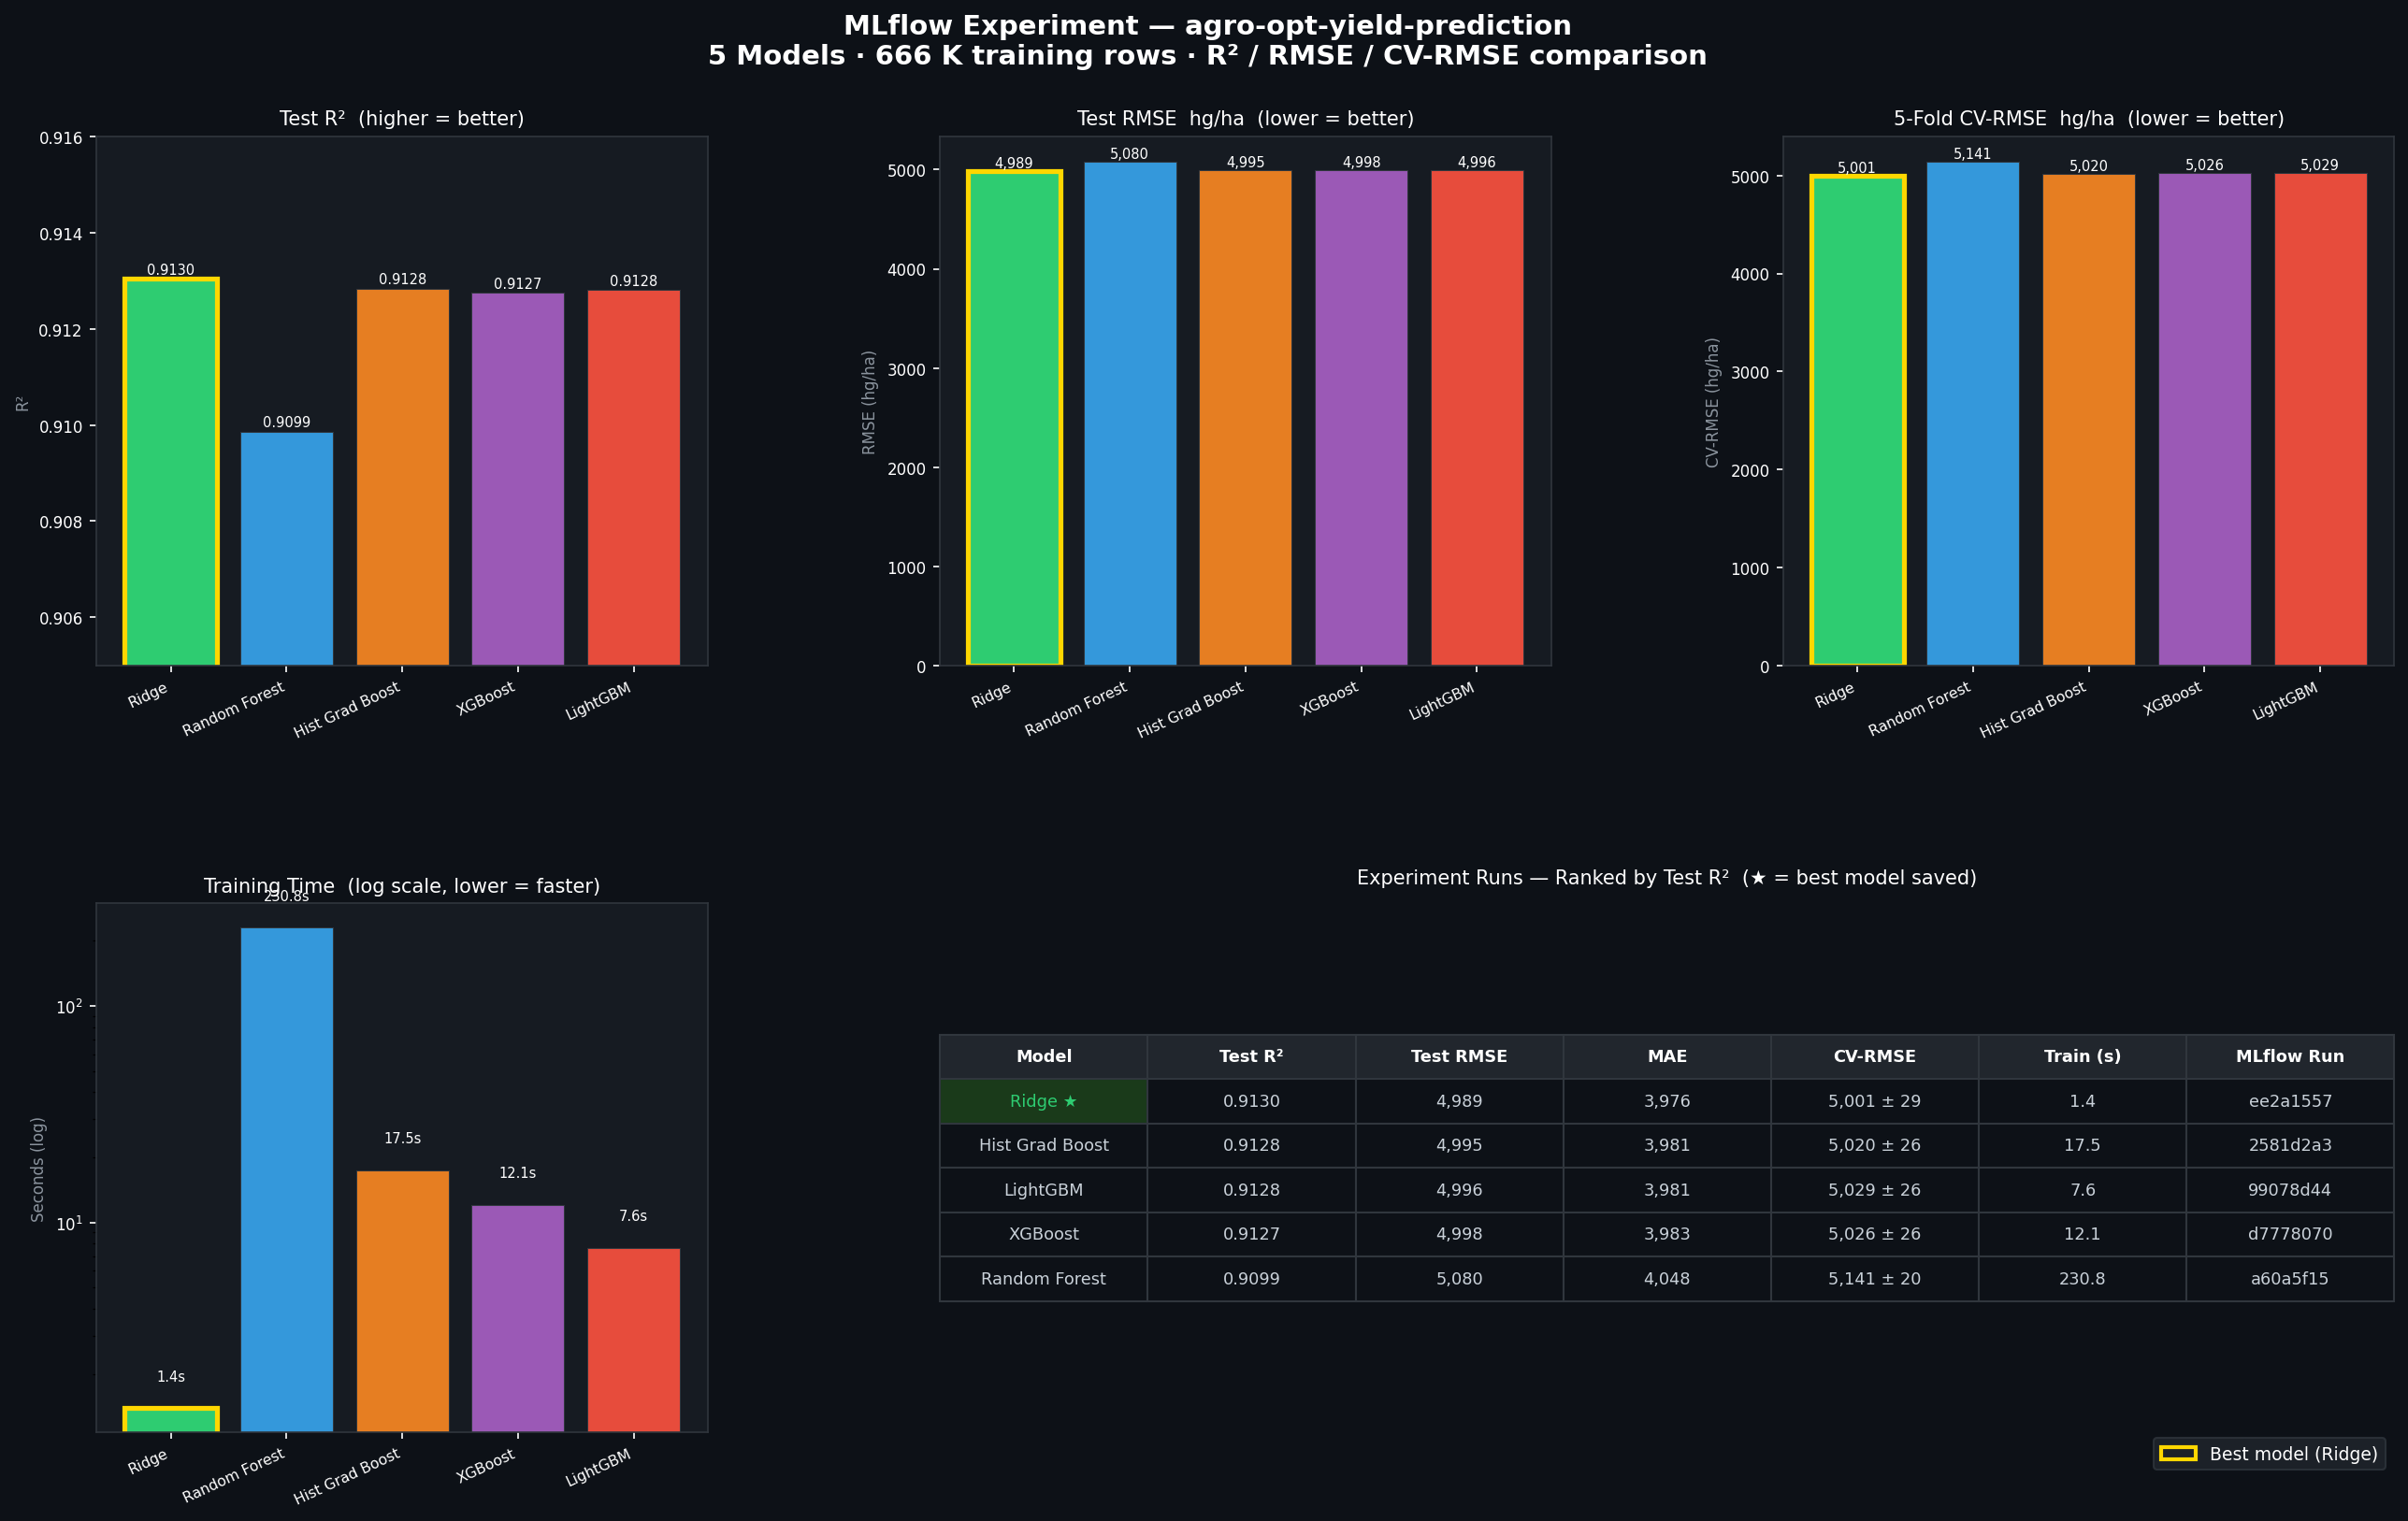 MLflow Experiment — agro-opt-yield-prediction
5 Models · 666 K training rows · R² / RMSE / CV-RMSE comparison
Test R² (higher = better)
R²
0.916
0.914
0.912
0.910
0.908
0.906
0.9130
0.9099
0.9128
0.9127
0.9128
Ridge
Random Forest
Hist Grad Boost
XGBoost
LightGBM
Test RMSE hg/ha (lower = better)
RMSE (hg/ha)
5000
4000
3000
2000
1000
0
4,989
5,080
4,995
4,998
4,996
Ridge
Random Forest
Hist Grad Boost
XGBoost
LightGBM
5-Fold CV-RMSE hg/ha (lower = better)
CV-RMSE (hg/ha)
5000
4000
3000
2000
1000
0
5,001
5,141
5,020
5,026
5,029
Ridge
Random Forest
Hist Grad Boost
XGBoost
LightGBM
Training Time (log scale, lower = faster)
Seconds (log)
10²
10¹
1.4s
230.8s
17.5s
12.1s
7.6s
Ridge
Random Forest
Hist Grad Boost
XGBoost
LightGBM
Experiment Runs — Ranked by Test R² (★ = best model saved)
Model Test R² Test RMSE MAE CV-RMSE Train (s) MLflow Run
Ridge ★ 0.9130 4,989 3,976 5,001 ± 29 1.4 ee2a1557
Hist Grad Boost 0.9128 4,995 3,981 5,020 ± 26 17.5 2581d2a3
LightGBM 0.9128 4,996 3,981 5,029 ± 26 7.6 99078d44
XGBoost 0.9127 4,998 3,983 5,026 ± 26 12.1 d7778070
Random Forest 0.9099 5,080 4,048 5,141 ± 20 230.8 a60a5f15
Best model (Ridge)